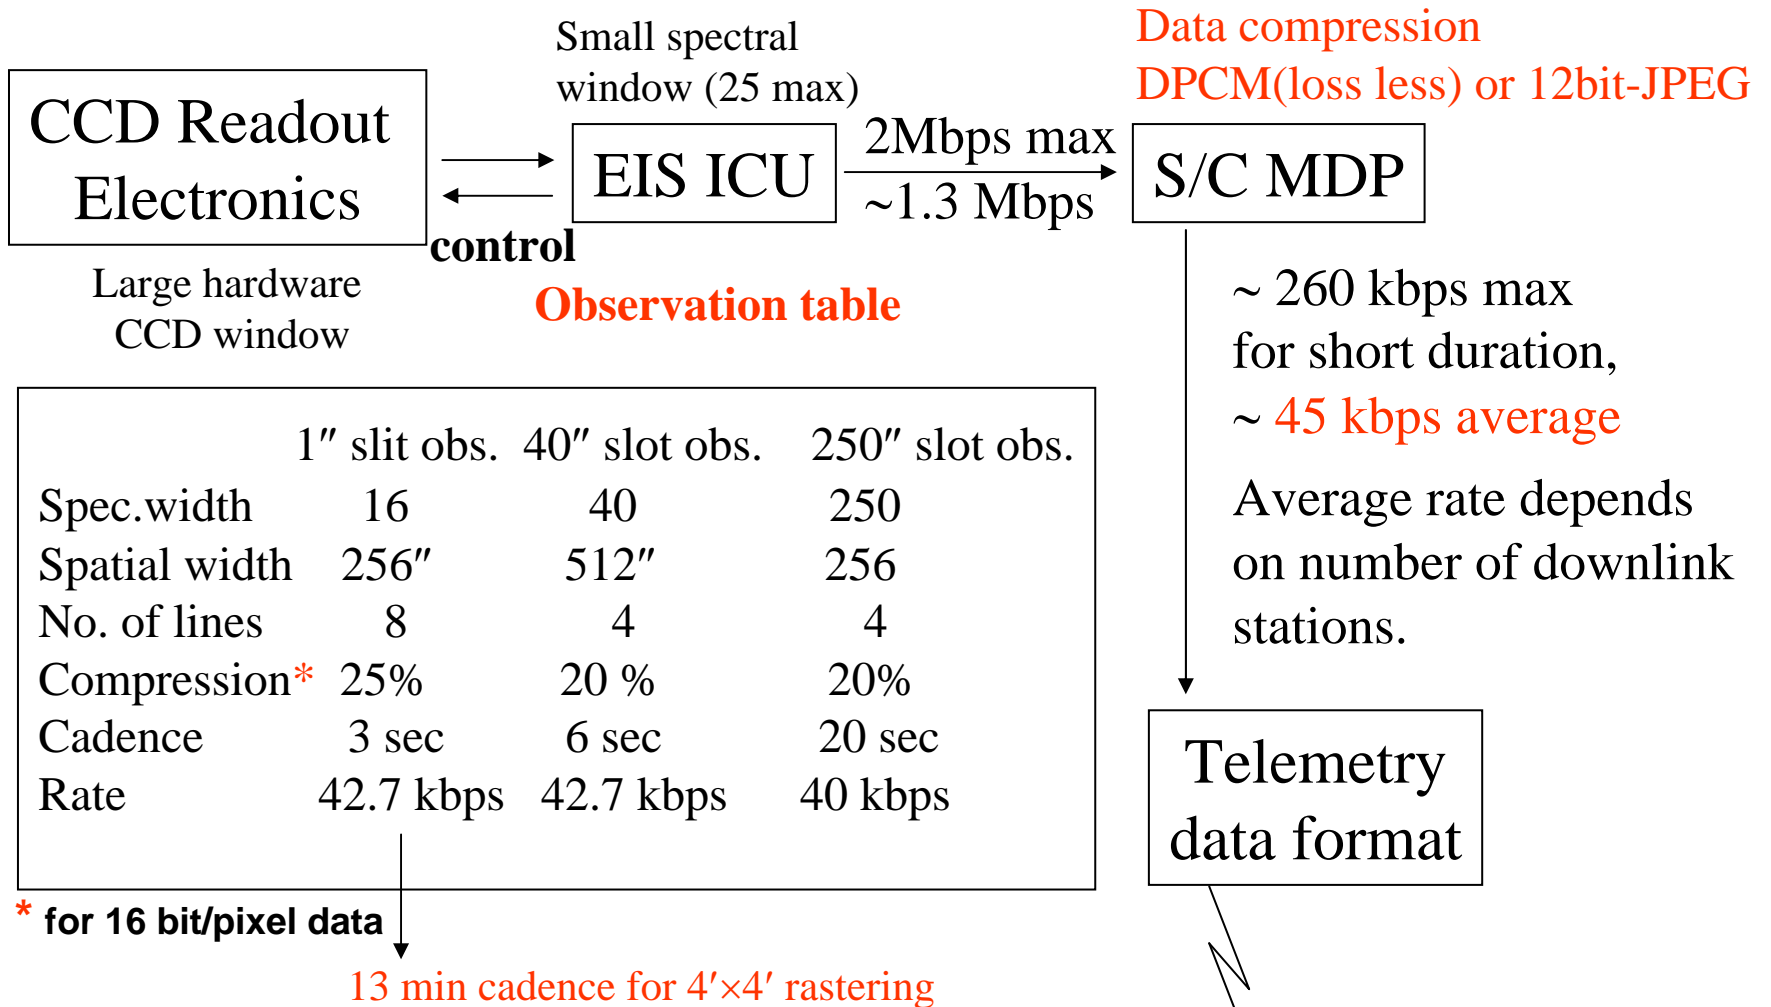 Small spectral
window (25 max)
Data compression
DPCM(loss less) or 12bit-JPEG
CCD Readout
Electronics
EIS ICU
2Mbps max
~1.3 Mbps
S/C MDP
control
Large hardware
CCD window
Observation table
~ 260 kbps max
for short duration,
~ 45 kbps average
Average rate depends
on number of downlink
stations.
1″ slit obs. 40″ slot obs. 250″ slot obs.
Spec.width 16 40 250
Spatial width 256″ 512″ 256
No. of lines 8 4 4
Compression* 25% 20 % 20%
Cadence 3 sec 6 sec 20 sec
Rate 42.7 kbps 42.7 kbps 40 kbps
Telemetry
data format
* for 16 bit/pixel data
13 min cadence for 4′×4′ rastering